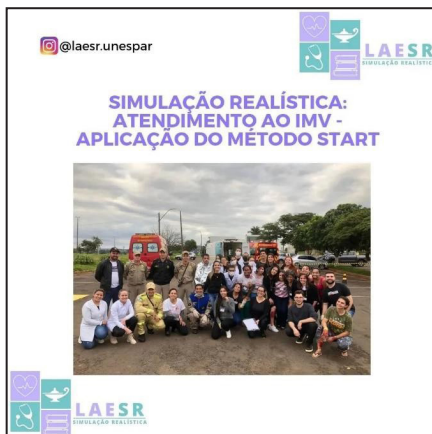 @laesr.unespar
LAESR
SIMULAÇÃO REALÍSTICA
SIMULAÇÃO REALÍSTICA:
ATENDIMENTO AO IMV -
APLICAÇÃO DO MÉTODO START
LAESR
SIMULAÇÃO REALÍSTICA